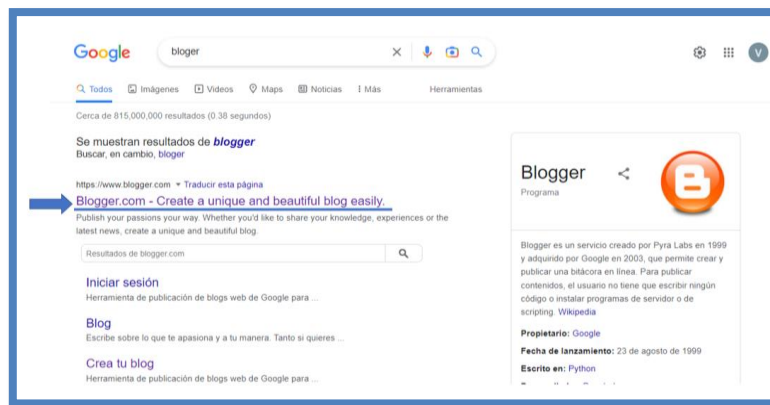 Google
bloger
V
Todos Imágenes Videos Maps Noticias Más Herramientas
Cerca de 815,000,000 resultados (0.38 segundos)
Se muestran resultados de blogger
Buscar, en cambio, bloger
https://www.blogger.com Traducir esta página
Blogger.com - Create a unique and beautiful blog easily.
Publish your passions your way. Whether you'd like to share your knowledge, experiences or the
latest news, create a unique and beautiful blog.
Resultados de blogger.com
Iniciar sesión
Herramienta de publicación de blogs web de Google para ...
Blog
Escribe sobre lo que te apasiona y a tu manera. Tanto si quieres ...
Crea tu blog
Herramienta de publicación de blogs web de Google para ...
Blogger
Programa
Blogger es un servicio creado por Pyra Labs en 1999
y adquirido por Google en 2003, que permite crear y
publicar una bitácora en línea. Para publicar
contenidos, el usuario no tiene que escribir ningún
código o instalar programas de servidor o de
scripting. Wikipedia
Propietario: Google
Fecha de lanzamiento: 23 de agosto de 1999
Escrito en: Python